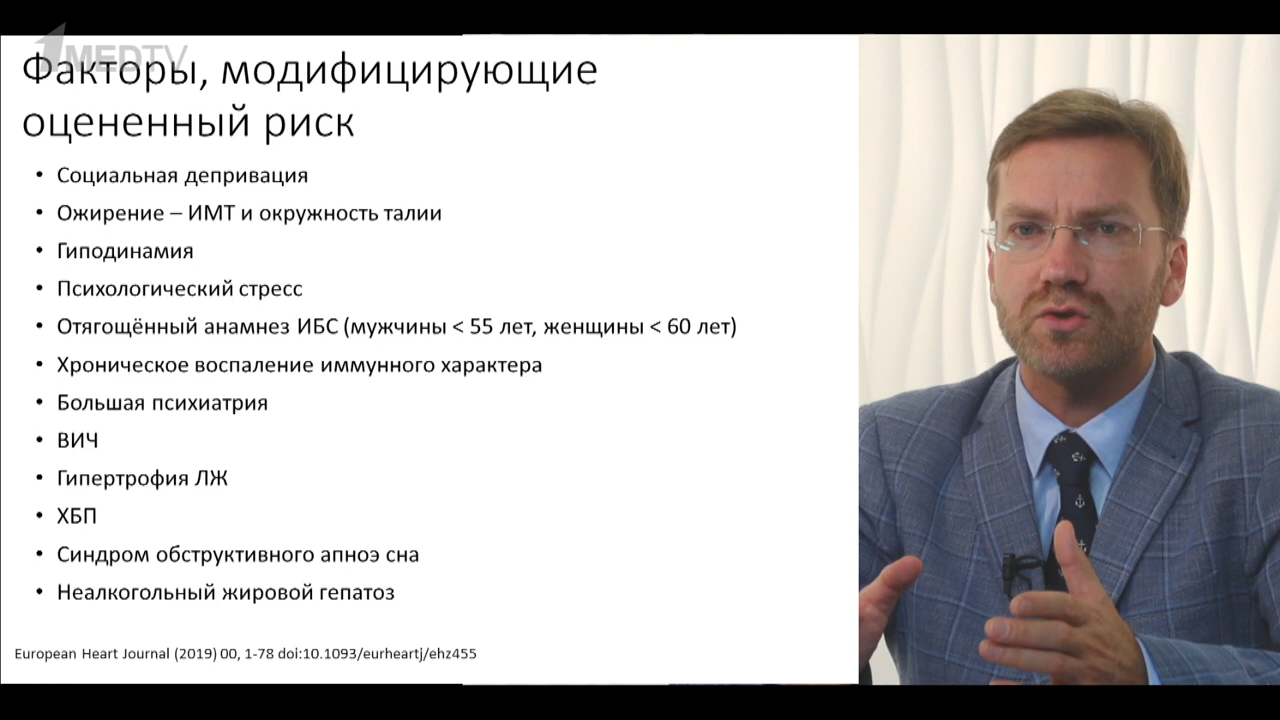 1MEDTV
Факторы, модифицирующие
оцененный риск
• Социальная депривация
• Ожирение – ИМТ и окружность талии
• Гиподинамия
• Психологический стресс
• Отягощённый анамнез ИБС (мужчины < 55 лет, женщины < 60 лет)
• Хроническое воспаление иммунного характера
• Большая психиатрия
• ВИЧ
• Гипертрофия ЛЖ
• ХБП
• Синдром обструктивного апноэ сна
• Неалкогольный жировой гепатоз
European Heart Journal (2019) 00, 1-78 doi:10.1093/eurheartj/ehz455